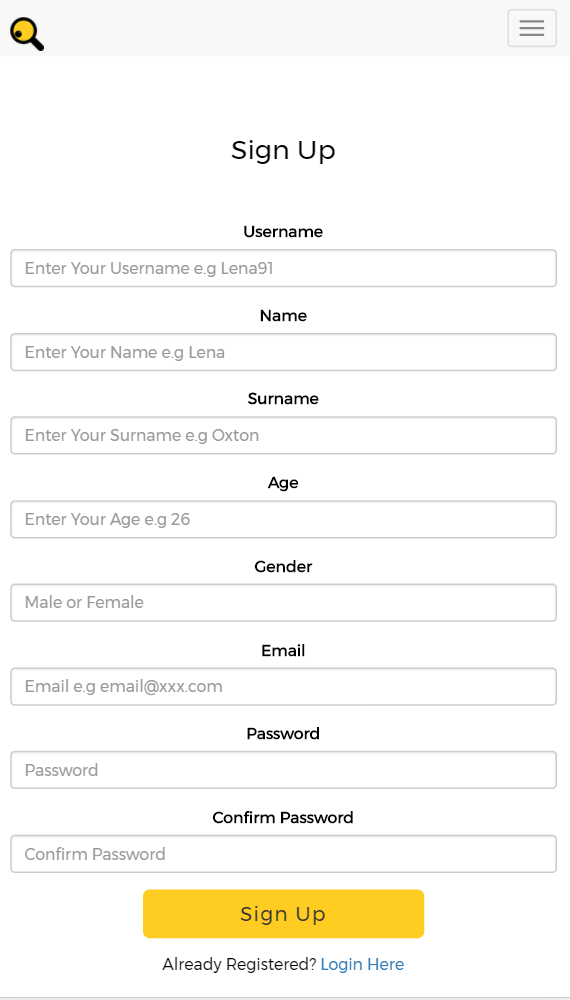 Sign Up
Username
Enter Your Username e.g Lena91
Name
Enter Your Name e.g Lena
Surname
Enter Your Surname e.g Oxton
Age
Enter Your Age e.g 26
Gender
Male or Female
Email
Email e.g email@xxx.com
Password
Password
Confirm Password
Confirm Password
Sign Up
Already Registered? Login Here